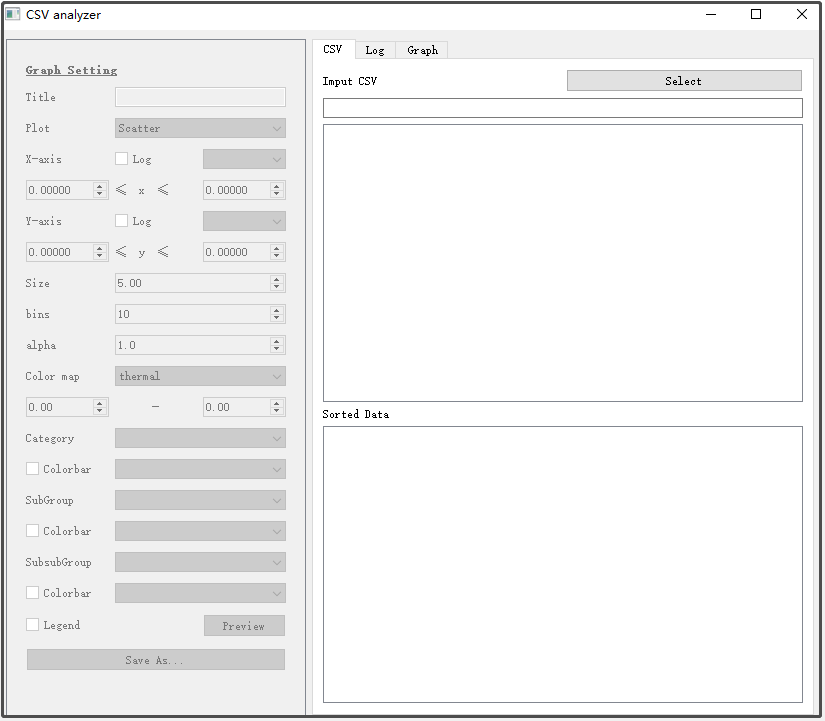 CSV analyzer
Graph Setting
Title
Plot Scatter
X-axis Log
0.00000 ≤ x ≤ 0.00000
Y-axis Log
0.00000 ≤ y ≤ 0.00000
Size 5.00
bins 10
alpha 1.0
Color map thermal
0.00 - 0.00
Category
Colorbar
SubGroup
Colorbar
SubsubGroup
Colorbar
Legend Preview
Save As...
CSV Log Graph
Imput CSV Select
Sorted Data